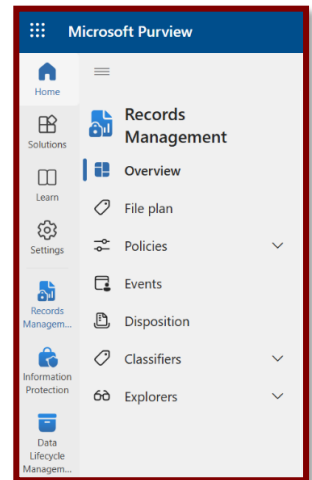 Microsoft Purview
Home
Solutions
Learn
Settings
Records
Managem...
Information
Protection
Data
Lifecycle
Managem...
Records
Management
Overview
File plan
Policies
Events
Disposition
Classifiers
Explorers